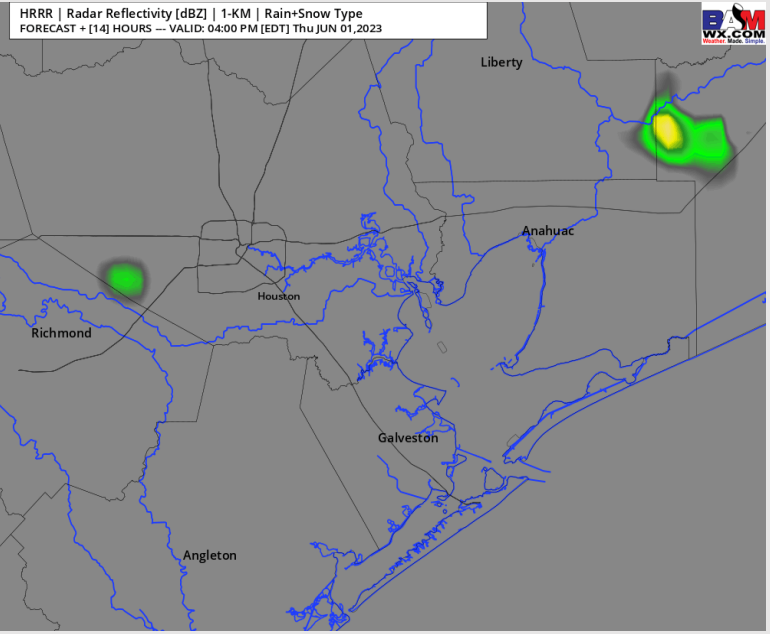 HRRR | Radar Reflectivity [dBZ] | 1-KM | Rain+Snow Type
FORECAST + [14] HOURS --- VALID: 04:00 PM [EDT] Thu JUN 01,2023
BAM
WX.COM
Weather. Made. Simple.
Liberty
Anahuac
Houston
Richmond
Galveston
Angleton